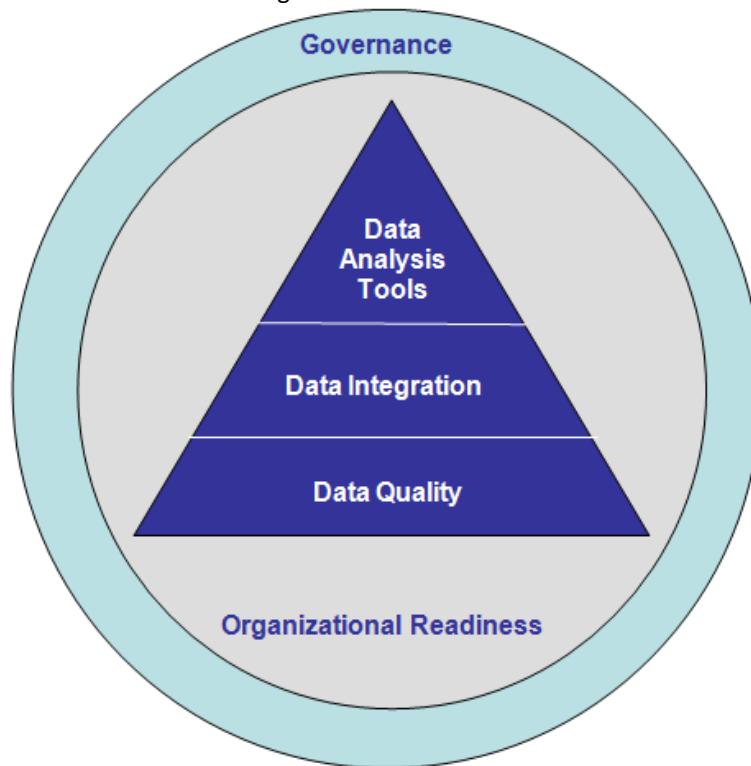 Governance
Data
Analysis
Tools
Data Integration
Data Quality
Organizational Readiness